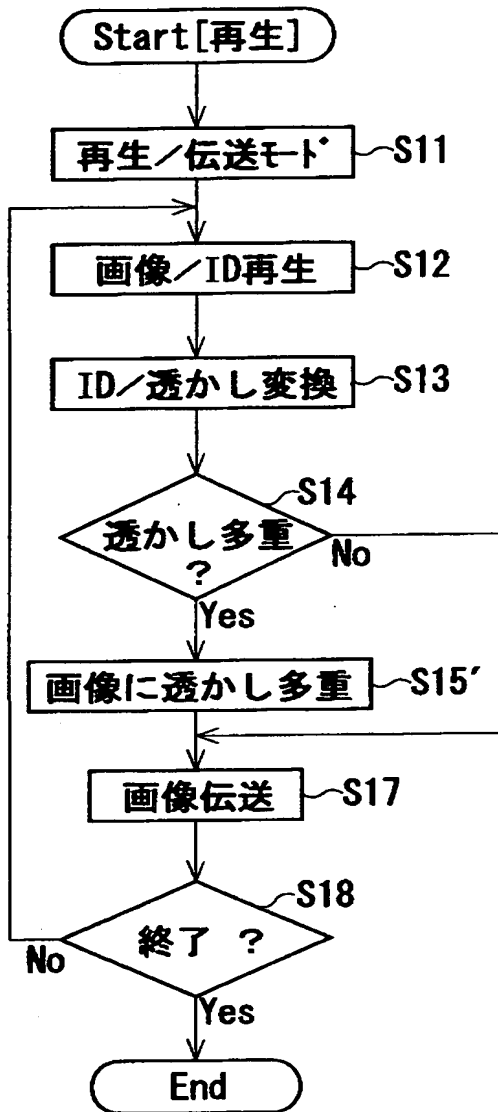 Start[再生]
再生/伝送モード
S11
画像/ID再生
S12
ID/透かし変換
S13
S14
透かし多重
?
No
Yes
画像に透かし多重
S15′
画像伝送
S17
S18
終了 ?
No
Yes
End